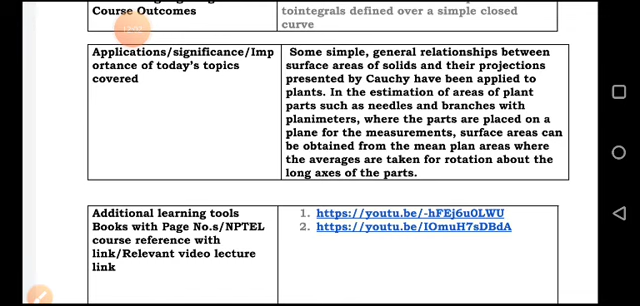 Course Outcomes
tointegrals defined over a simple closed
curve
Applications/significance/Imp
ortance of today's topics
covered
Some simple, general relationships between
surface areas of solids and their projections
presented by Cauchy have been applied to
plants. In the estimation of areas of plant
parts such as needles and branches with
planimeters, where the parts are placed on a
plane for the measurements, surface areas can
be obtained from the mean plan areas where
the averages are taken for rotation about the
long axes of the parts.
Additional learning tools
Books with Page No.s/NPTEL
course reference with
link/Relevant video lecture
link
1. https://youtu.be/-hFEj6u0LWU
2. https://youtu.be/IOmuH7sDBdA